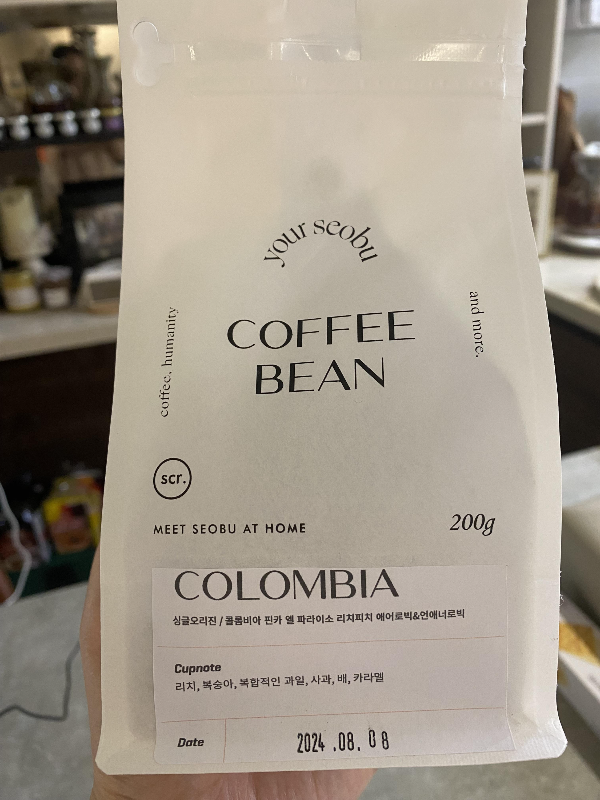 your seobu
coffee, humanity
and more.
COFFEE
BEAN
scr.
MEET SEOBU AT HOME
200g
COLOMBIA
싱글오리진 / 콜롬비아 핀카 엘 파라이소 리치피치 애어로빅&언애너로빅
Cupnote
리치, 복숭아, 복합적인 과일, 사과, 배, 카라멜
Date
2024 .08. 08